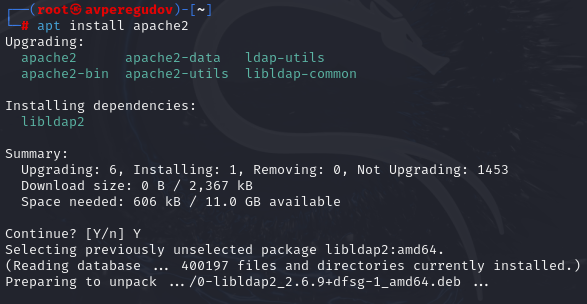 ┌──(root㉿avperegudov)-[~]
└─# apt install apache2
Upgrading:
apache2 apache2-data ldap-utils
apache2-bin apache2-utils libldap-common
Installing dependencies:
libldap2
Summary:
Upgrading: 6, Installing: 1, Removing: 0, Not Upgrading: 1453
Download size: 0 B / 2,367 kB
Space needed: 606 kB / 11.0 GB available
Continue? [Y/n] Y
Selecting previously unselected package libldap2:amd64.
(Reading database ... 400197 files and directories currently installed.)
Preparing to unpack .../0-libldap2_2.6.9+dfsg-1_amd64.deb ...